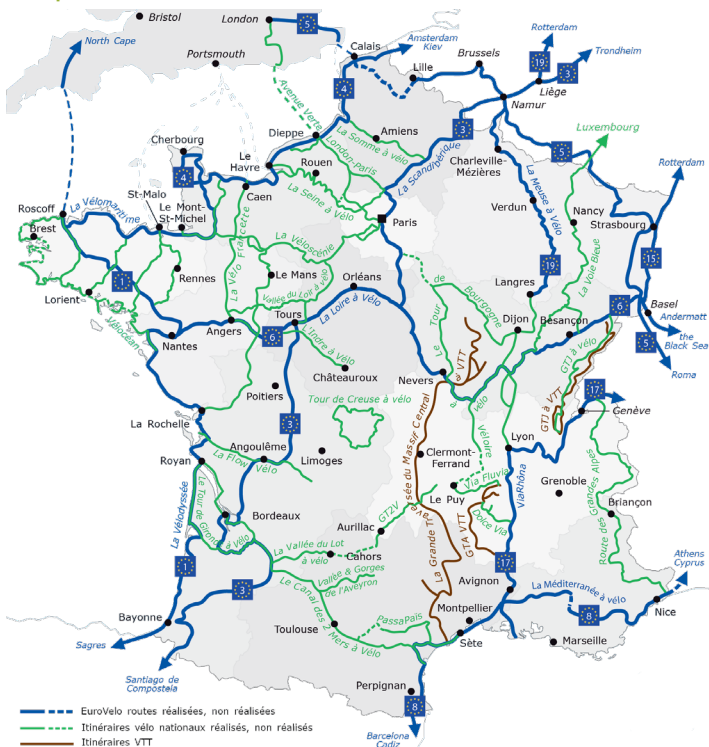 Bristol
London
5
North Cape
Portsmouth
Calais
Amsterdam
Kiev
Lille
Brussels
Rotterdam
19
Trondheim
3
Liège
Namur
4
Avenue Verte
London-Paris
Dieppe
La Somme à vélo
Amiens
3
La Scandibérique
Charleville-
Mézières
5
Luxembourg
Rotterdam
Cherbourg
4
Le
Havre
Rouen
La Seine à Vélo
Caen
St-Malo
Le Mont-
St-Michel
Roscoff
Brest
La Vélomaritime
Paris
Verdun
La Meuse à Vélo
Nancy
Strasbourg
15
La Véloscénie
La Vélo Francette
Rennes
Le Mans
Vallée du Loir à vélo
Orléans
La Loire à Vélo
Langres
19
La Voie Bleue
1
Lorient
Vélocéan
Nantes
Angers
6
Tours
L'Indre à Vélo
Le Tour
de
Bourgogne
à
Vélo
Dijon
Besançon
6
Basel
Andermatt
the
Black Sea
5
Roma
Nevers
à VTT
GTJ à vélo
GTJ à VTT
Châteauroux
Poitiers
Tour de Creuse à vélo
La Rochelle
3
17
Genève
Royan
Angoulême
La Flow Vélo
Limoges
Clermont-
Ferrand
La Grande Traversée du Massif Central
Véloire
Lyon
ViaRhôna
Grenoble
Briançon
Route des Grandes Alpes
Le Puy
Via Fluvia
Dolce Via
GTA VTT
La Vélodyssée
Le Tour de Gironde à vélo
Bordeaux
Aurillac
GT2V
La Vallée du Lot
à vélo
Cahors
Vallée & Gorges
de l'Aveyron
1
3
Le Canal des 2 Mers à Vélo
Avignon
17
Athens
Cyprus
La Méditerranée à vélo
8
Nice
Montpellier
Marseille
Toulouse
PassaPaïs
Sète
Bayonne
Sagres
Santiago de
Compostela
Perpignan
8
Barcelona
Cadiz
EuroVelo routes réalisées, non réalisées
Itinéraires vélo nationaux réalisés, non réalisés
Itinéraires VTT